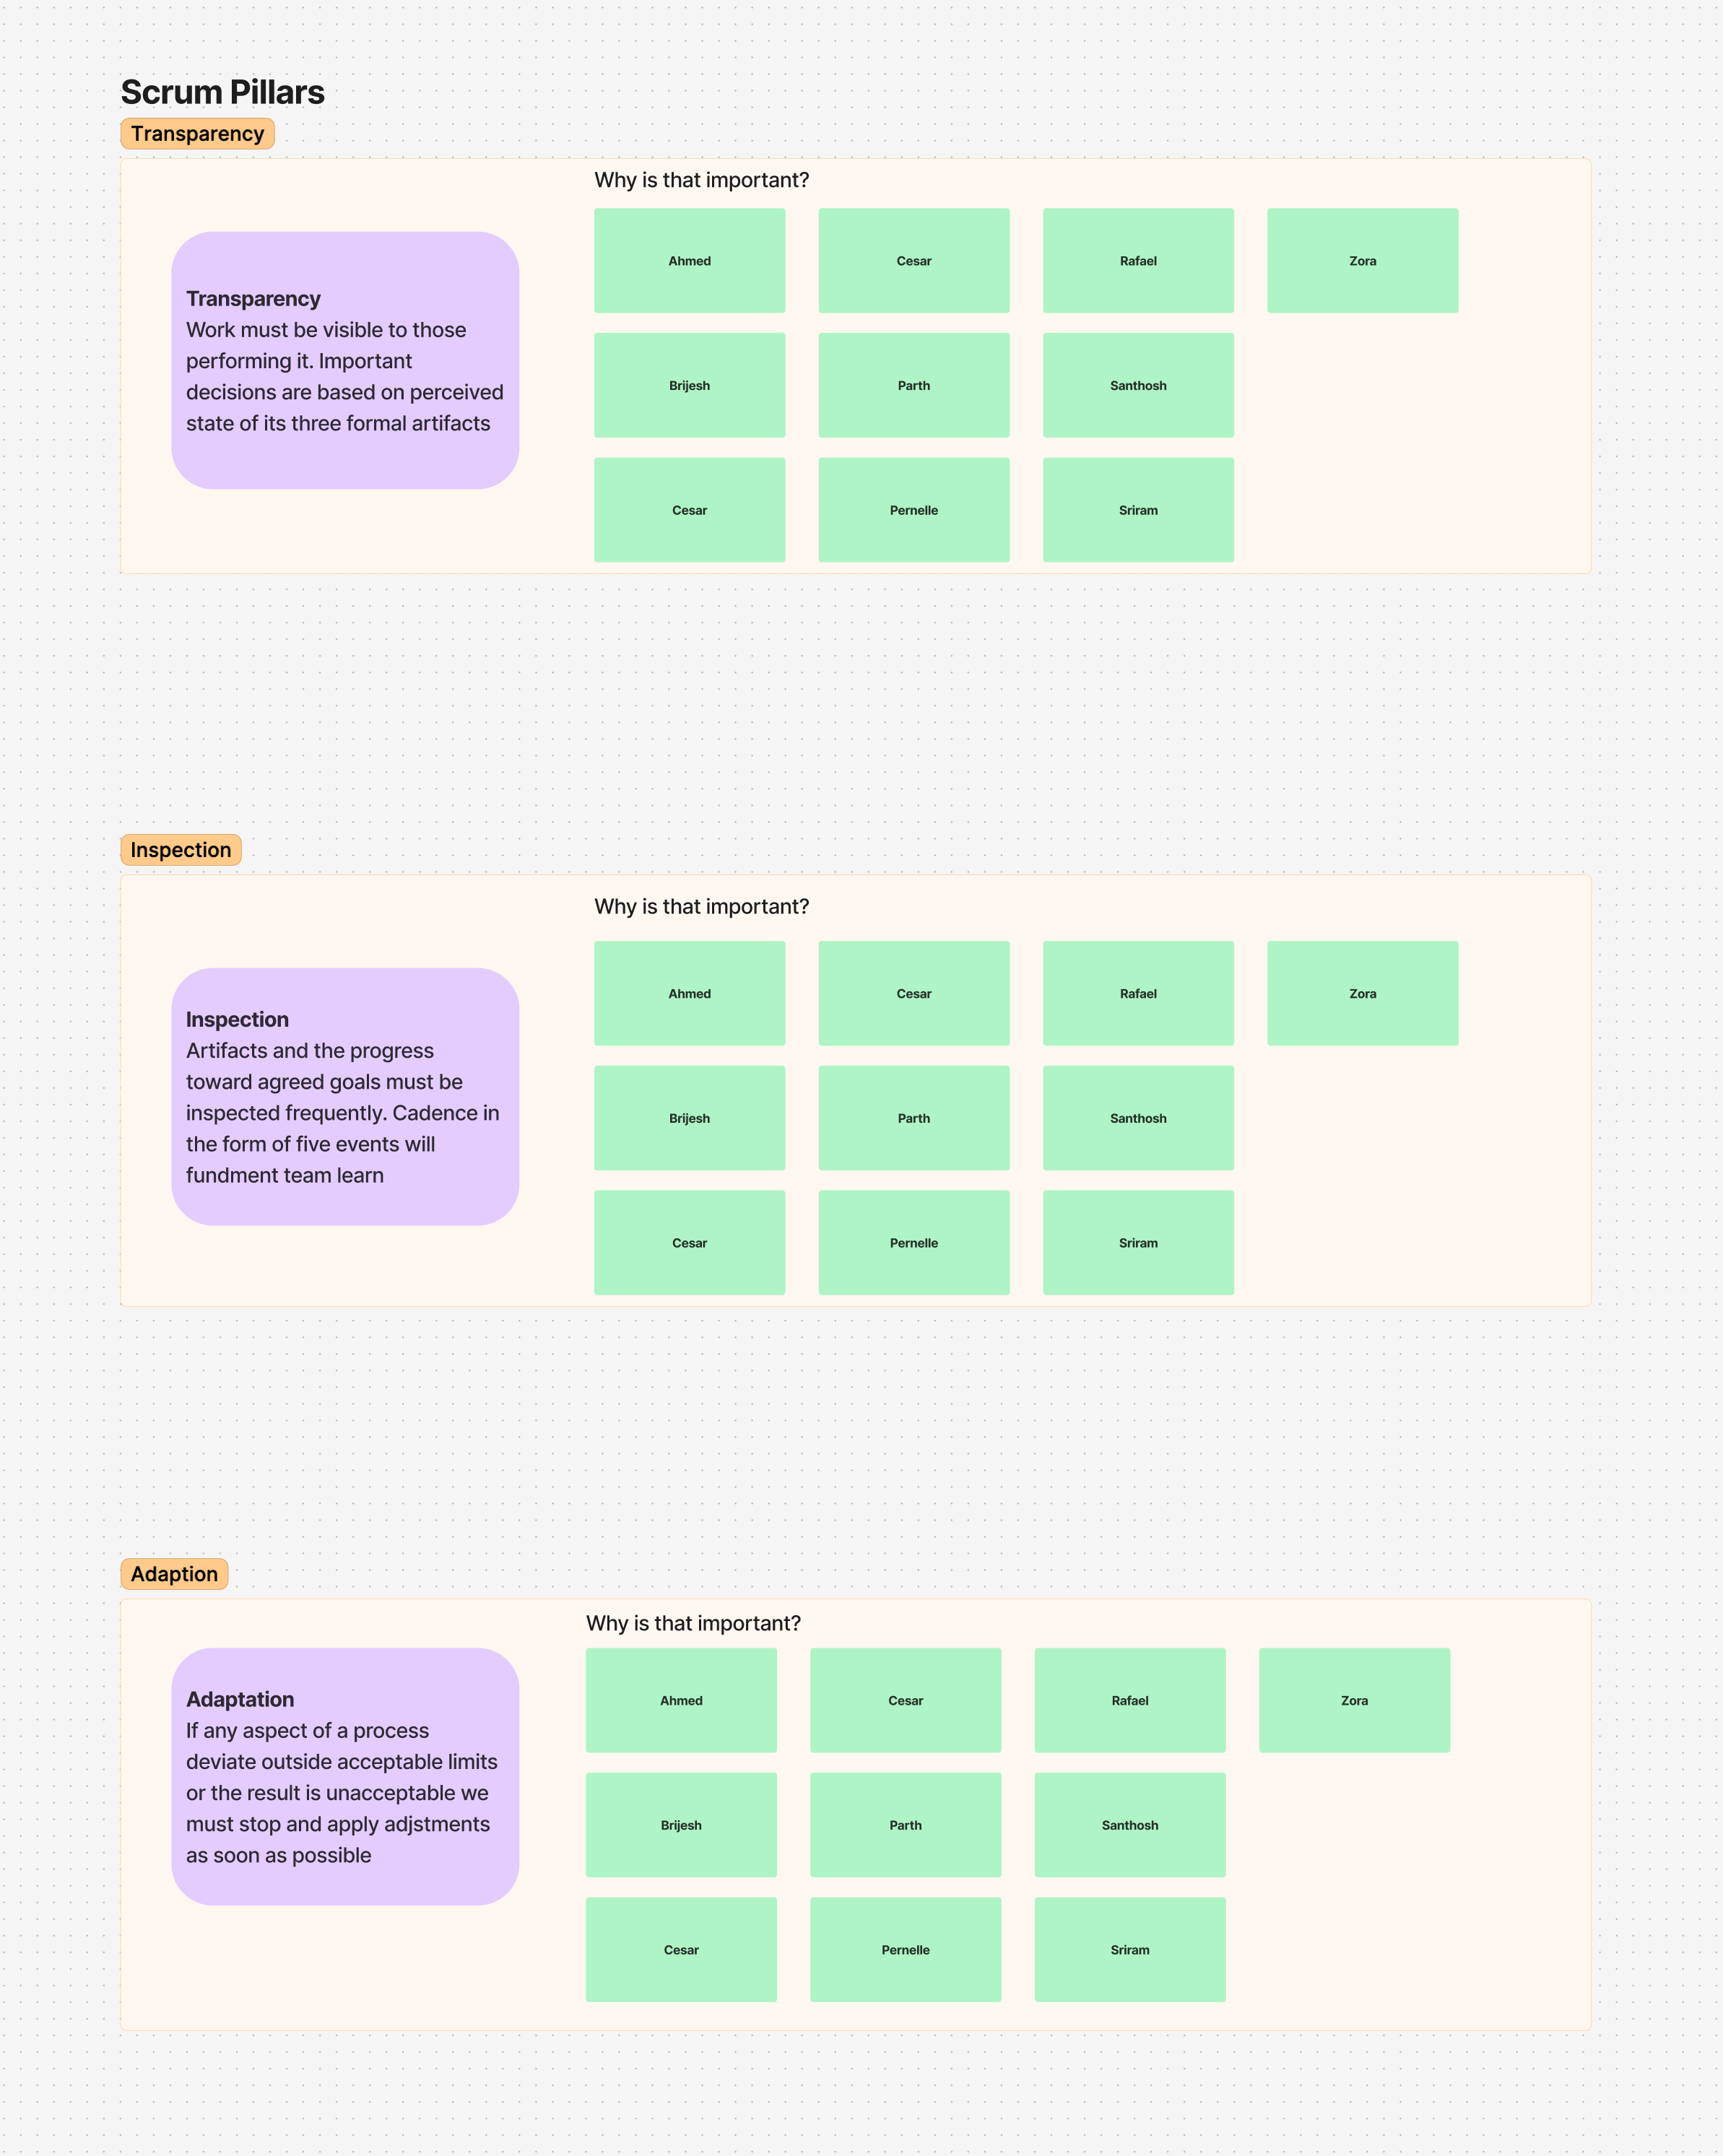 Scrum Pillars
Transparency
Why is that important?
Transparency
Work must be visible to those
performing it. Important
decisions are based on perceived
state of its three formal artifacts
Ahmed
Cesar
Rafael
Zora
Brijesh
Parth
Santhosh
Cesar
Pernelle
Sriram
Inspection
Why is that important?
Inspection
Artifacts and the progress
toward agreed goals must be
inspected frequently. Cadence in
the form of five events will
fundment team learn
Ahmed
Cesar
Rafael
Zora
Brijesh
Parth
Santhosh
Cesar
Pernelle
Sriram
Adaption
Why is that important?
Adaptation
If any aspect of a process
deviate outside acceptable limits
or the result is unacceptable we
must stop and apply adjstments
as soon as possible
Ahmed
Cesar
Rafael
Zora
Brijesh
Parth
Santhosh
Cesar
Pernelle
Sriram